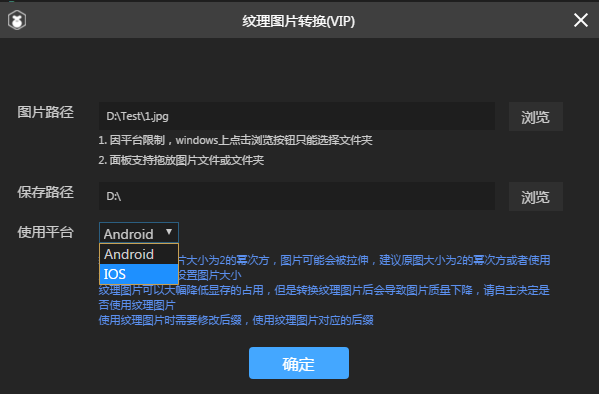 纹理图片转换(VIP)
图片路径
D:\Test\1.jpg
浏览
1. 因平台限制，windows上点击浏览按钮只能选择文件夹
2. 面板支持拖放图片文件或文件夹
保存路径
D:\
浏览
使用平台
Android
Android
IOS
片大小为2的幂次方，图片可能会被拉伸，建议原图大小为2的幂次方或者使用
设置图片大小
纹理图片可以大幅降低显存的占用，但是转换纹理图片后会导致图片质量下降，请自主决定是
否使用纹理图片
使用纹理图片时需要修改后缀，使用纹理图片对应的后缀
确定